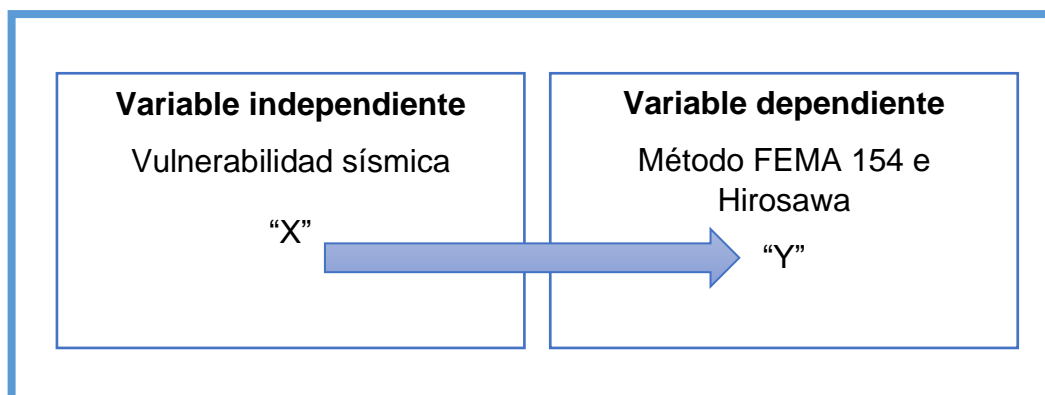 Variable independiente
Vulnerabilidad sísmica
“X”
Variable dependiente
Método FEMA 154 e
Hirosawa
“Y”